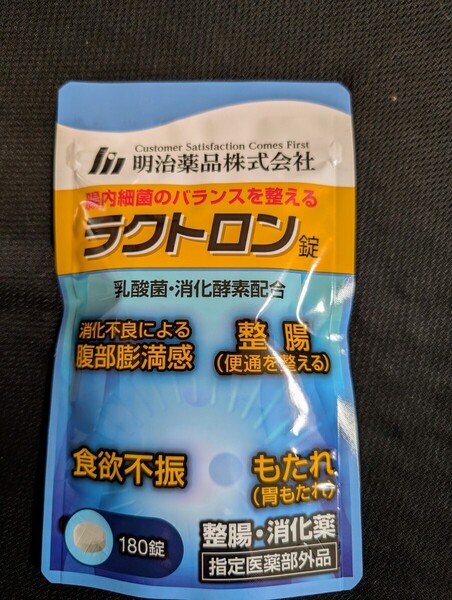 Customer Satisfaction Comes First
明治薬品株式会社
腸内細菌のバランスを整える
ラクトロン錠
乳酸菌・消化酵素配合
消化不良による
腹部膨満感
整腸
(便通を整える)
食欲不振
もたれ
(胃もたれ)
180錠
整腸・消化薬
指定医薬部外品